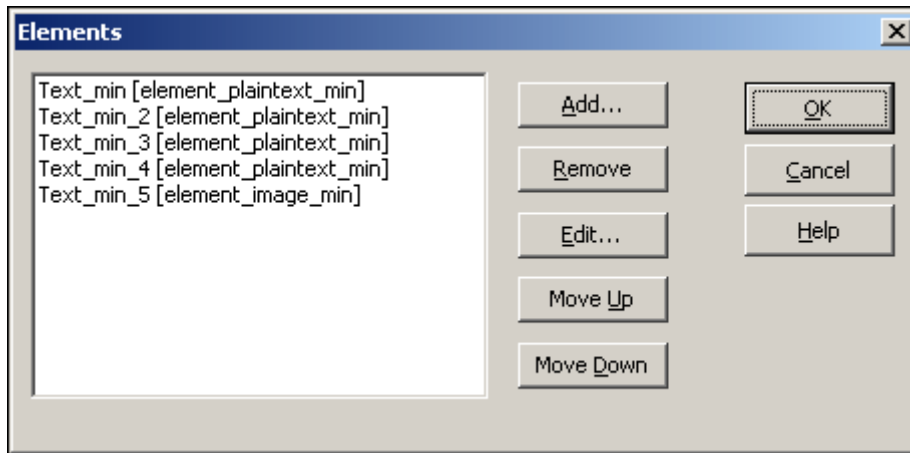 Elements
Text_min [element_plaintext_min]
Text_min_2 [element_plaintext_min]
Text_min_3 [element_plaintext_min]
Text_min_4 [element_plaintext_min]
Text_min_5 [element_image_min]
Add...
Remove
Edit...
Move Up
Move Down
OK
Cancel
Help